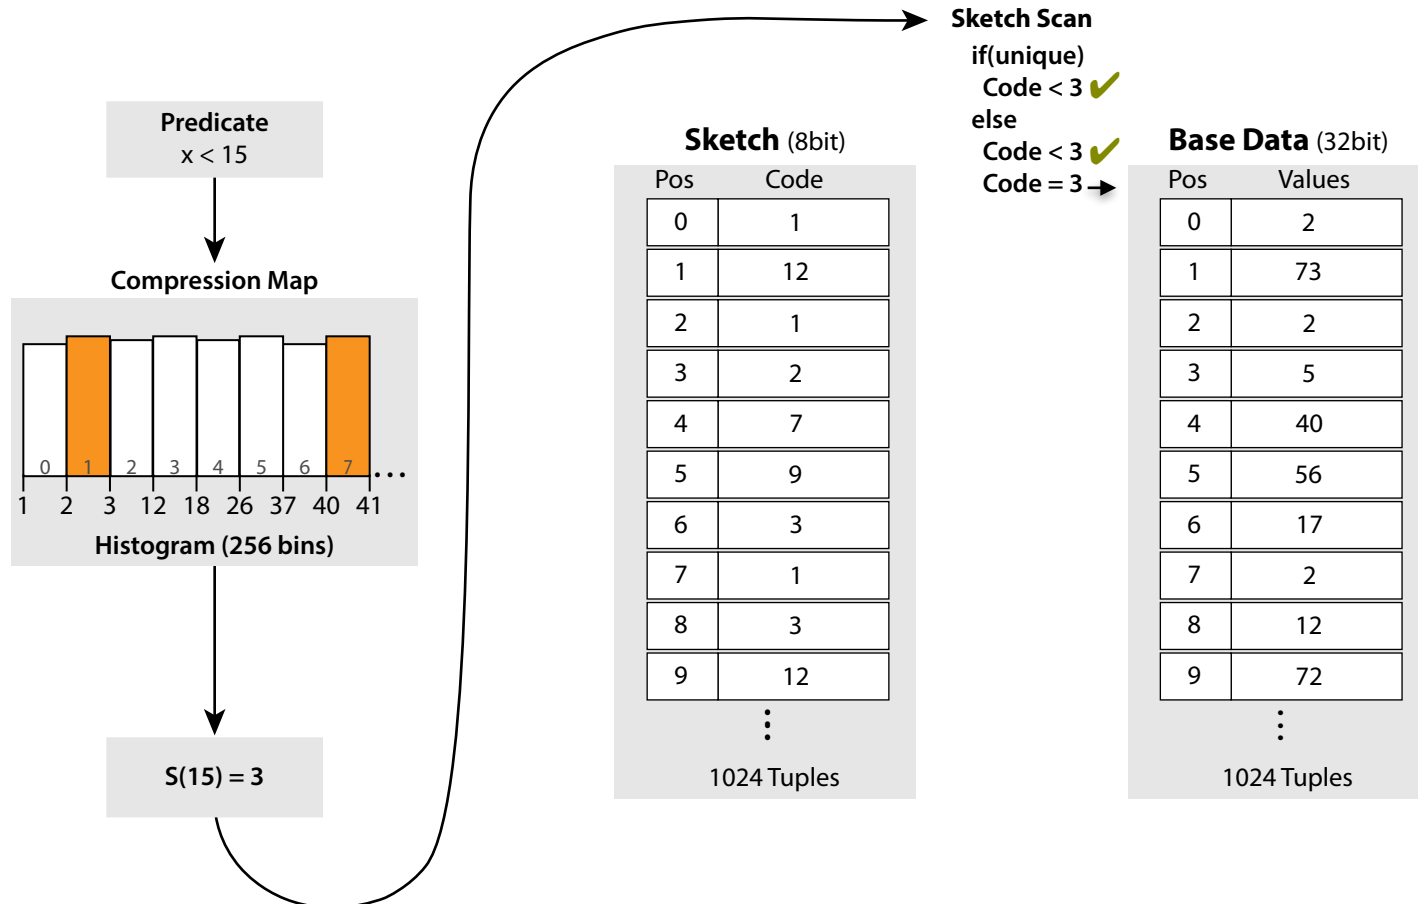 Predicate
x < 15
Compression Map
0 1 2 3 4 5 6 7 ...
1 2 3 12 18 26 37 40 41
Histogram (256 bins)
S(15) = 3
Sketch (8bit)
Pos Code
0 1
1 12
2 1
3 2
4 7
5 9
6 3
7 1
8 3
9 12
⋮
1024 Tuples
Sketch Scan
if(unique)
Code < 3 ✔
else
Code < 3 ✔
Code = 3
Base Data (32bit)
Pos Values
0 2
1 73
2 2
3 5
4 40
5 56
6 17
7 2
8 12
9 72
⋮
1024 Tuples